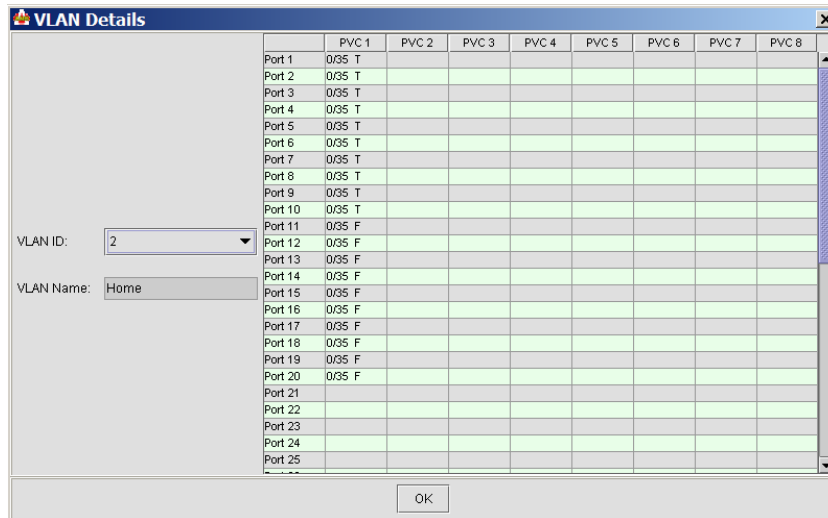 VLAN Details
PVC 1 PVC 2 PVC 3 PVC 4 PVC 5 PVC 6 PVC 7 PVC 8
Port 1 0/35 T
Port 2 0/35 T
Port 3 0/35 T
Port 4 0/35 T
Port 5 0/35 T
Port 6 0/35 T
Port 7 0/35 T
Port 8 0/35 T
Port 9 0/35 T
Port 10 0/35 T
Port 11 0/35 F
VLAN ID: 2
Port 12 0/35 F
Port 13 0/35 F
Port 14 0/35 F
VLAN Name: Home
Port 15 0/35 F
Port 16 0/35 F
Port 17 0/35 F
Port 18 0/35 F
Port 19 0/35 F
Port 20 0/35 F
Port 21
Port 22
Port 23
Port 24
Port 25
OK